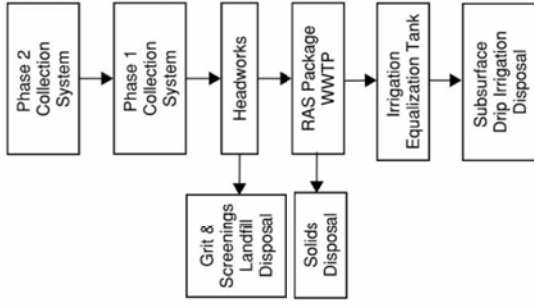 Phase 2
Collection
System
Phase 1
Collection
System
Headworks
RAS Package
WWTP
Irrigation
Equalization Tank
Subsurface
Drip Irrigation
Disposal
Grit &
Screenings
Landfill
Disposal
Solids
Disposal